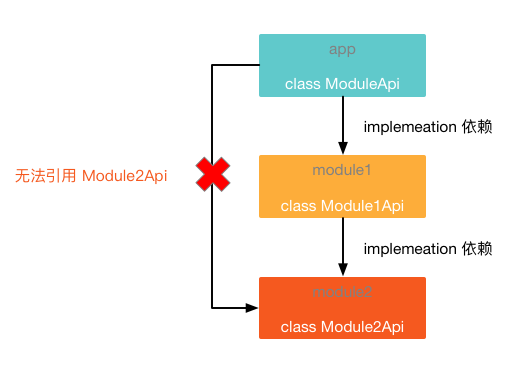 app
class ModuleApi
implemeation 依赖
无法引用 Module2Api
module1
class Module1Api
implemeation 依赖
module2
class Module2Api